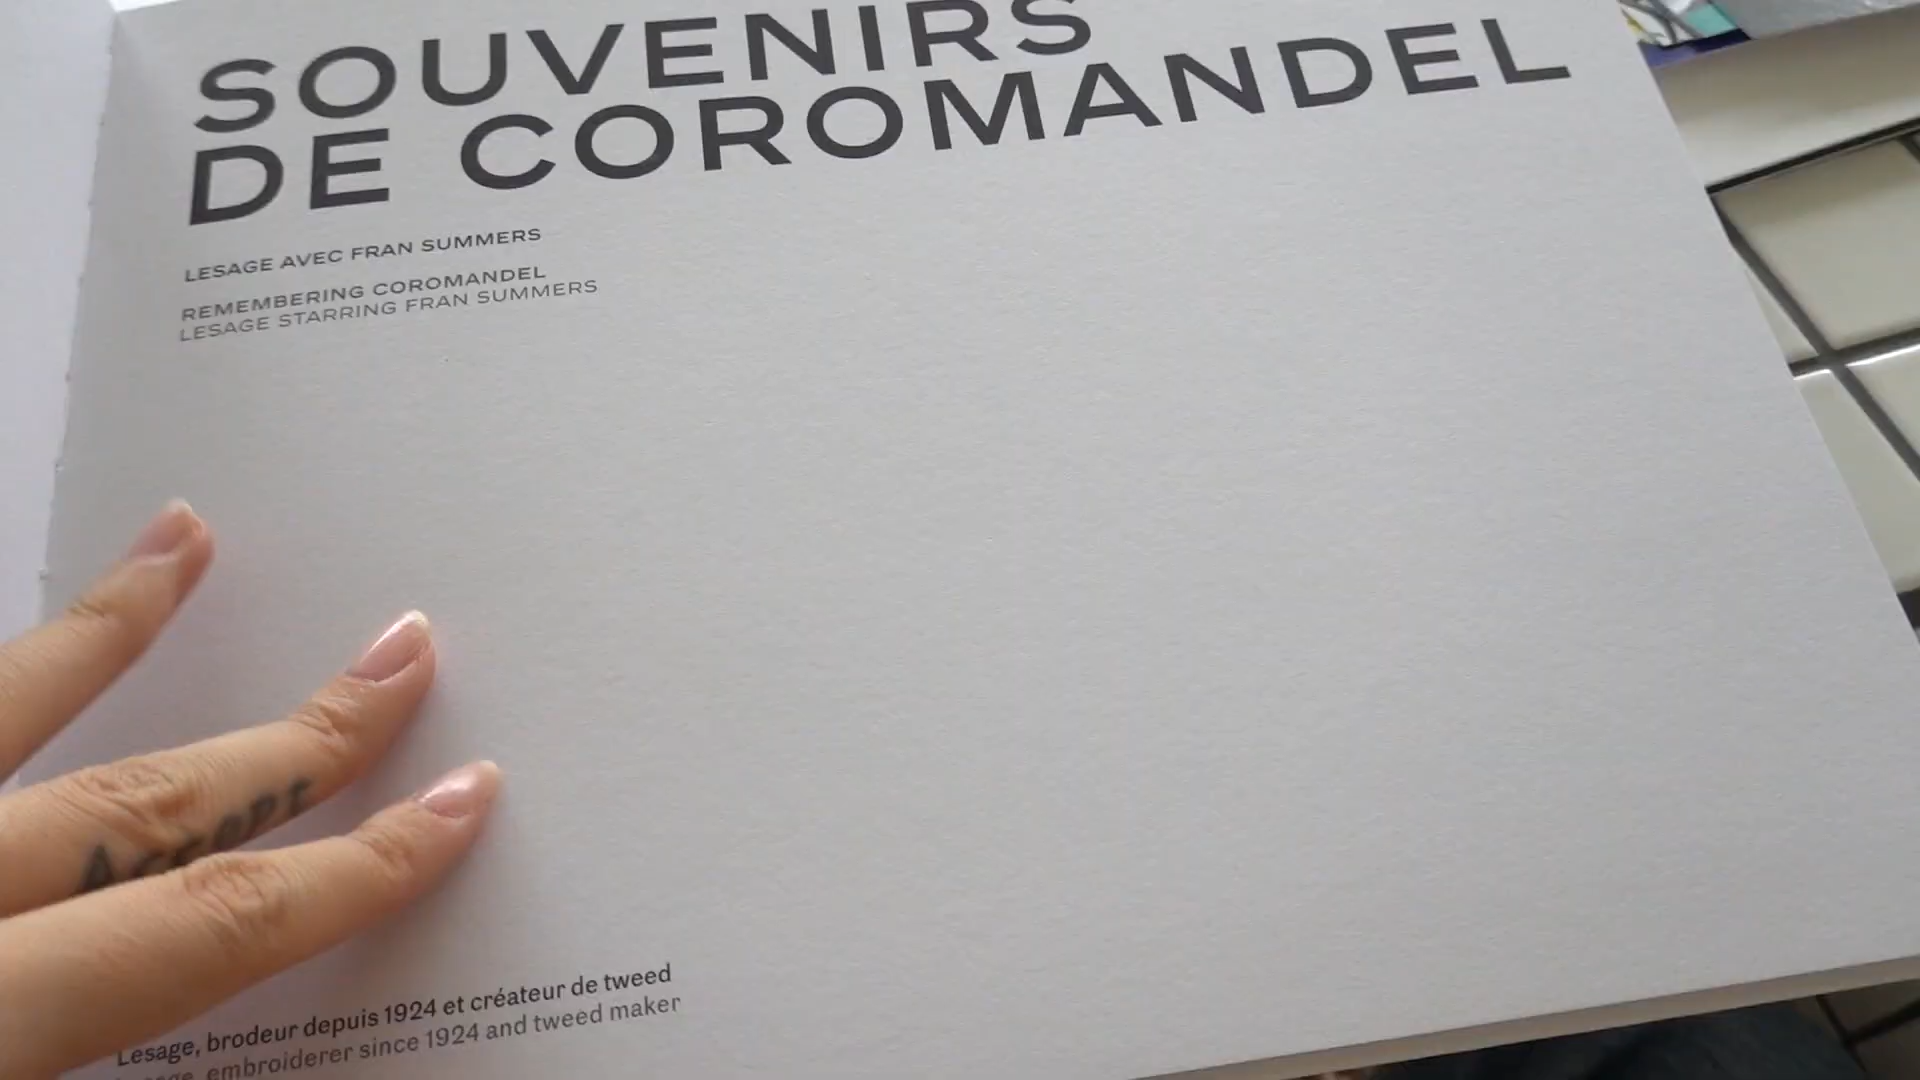 SOUVENIRS
DE COROMANDEL
LESAGE AVEC FRAN SUMMERS
REMEMBERING COROMANDEL
LESAGE STARRING FRAN SUMMERS
Lesage, brodeur depuis 1924 et créateur de tweed
embroiderer since 1924 and tweed maker